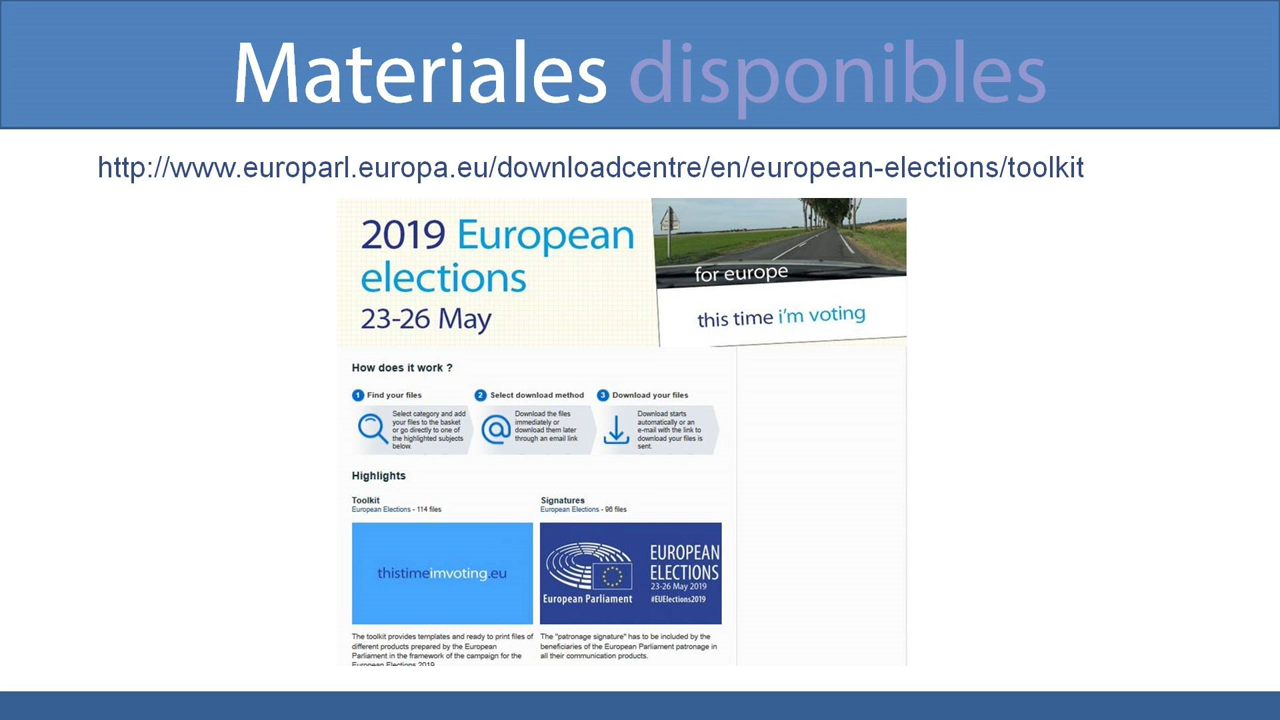 Materiales disponibles
http://www.europarl.europa.eu/downloadcentre/en/european-elections/toolkit
2019 European
elections
23-26 May
for europe
this time i'm voting
How does it work ?
1 Find your files
Select category and add
your files to the basket
or go directly to one of
the highlighted subjects
below.
2 Select download method
Download the files
immediately or
download them later
through an email link
3 Download your files
Download starts
automatically or an
e-mail with the link to
download your files is
sent.
Highlights
Toolkit
European Elections - 114 files
thistimeimvoting.eu
The toolkit provides templates and ready to print files of
different products prepared by the European
Parliament in the framework of the campaign for the
European Elections 2019
Signatures
European Elections - 96 files
European Parliament
EUROPEAN
ELECTIONS
23-26 May 2019
#EUElections2019
The "patronage signature" has to be included by the
beneficiaries of the European Parliament patronage in
all their communication products.